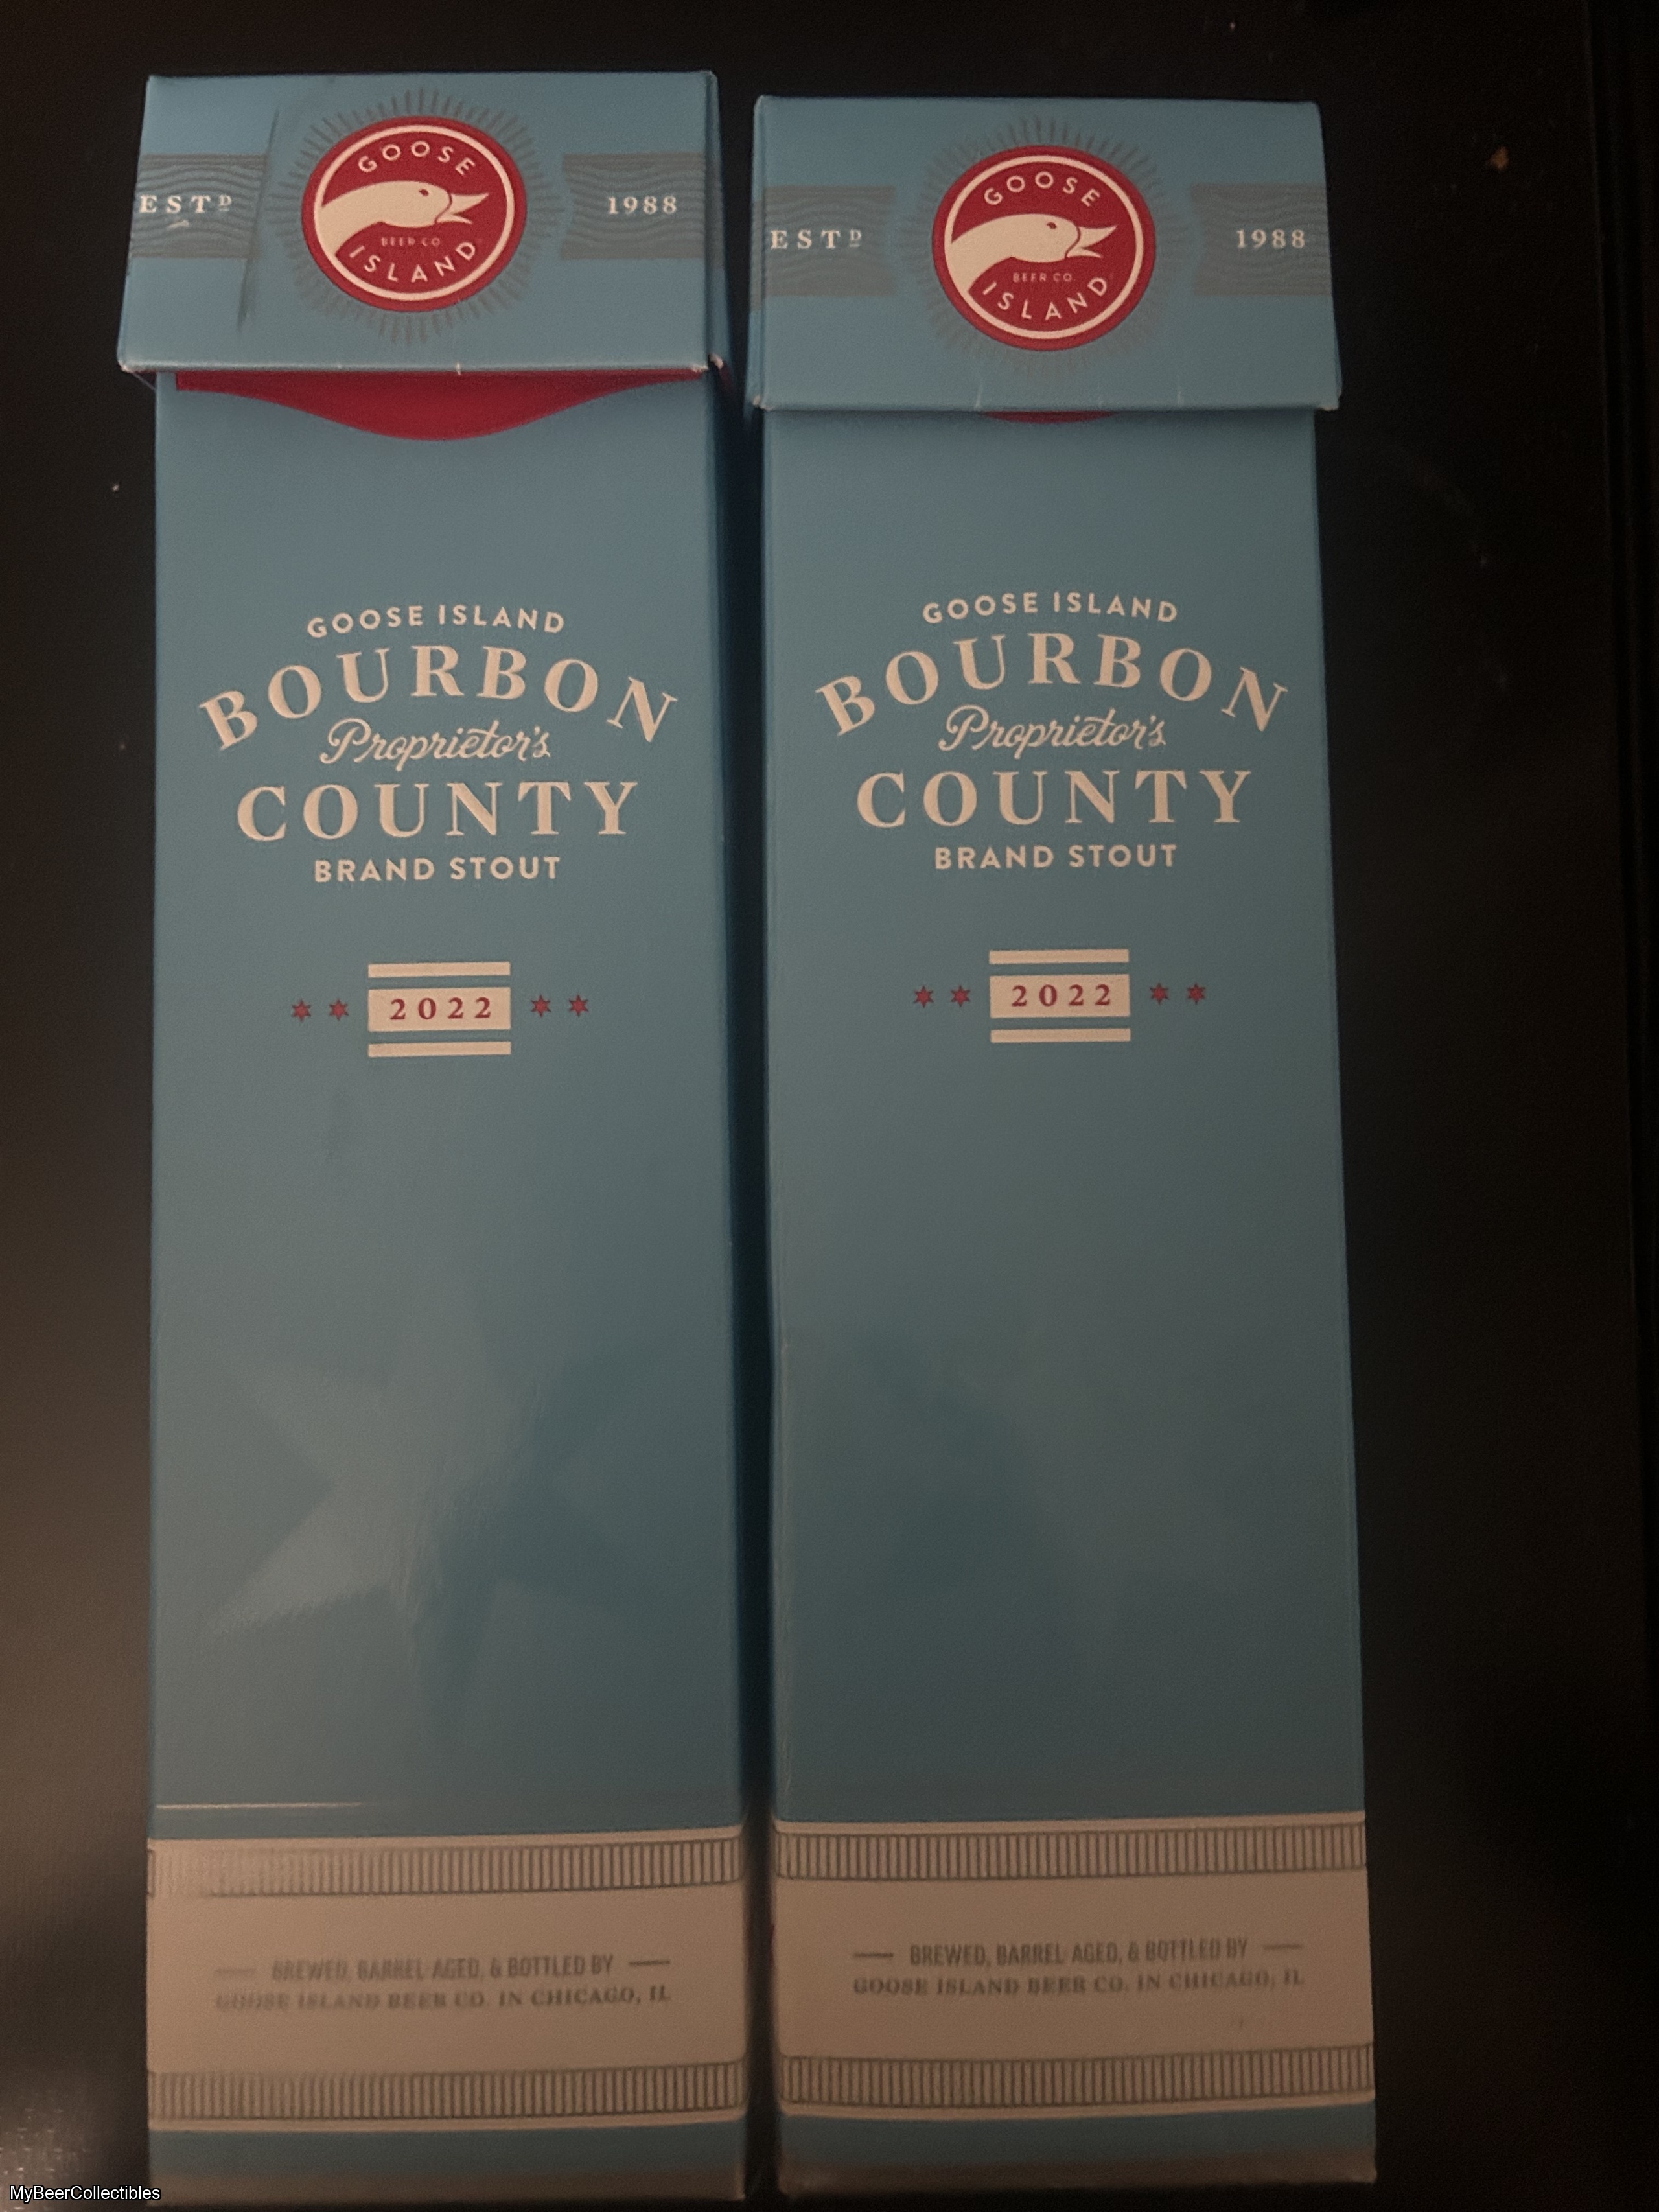 ESTD
GOOSE
BEER CO.
ISLAND
1988
GOOSE ISLAND
BOURBON
Proprietor's
COUNTY
BRAND STOUT
2022
BREWED, BARREL AGED, & BOTTLED BY
GOOSE ISLAND BEER CO. IN CHICAGO, IL
ESTD
GOOSE
BEER CO.
ISLAND
1988
GOOSE ISLAND
BOURBON
Proprietor's
COUNTY
BRAND STOUT
2022
BREWED, BARREL AGED, & BOTTLED BY
GOOSE ISLAND BEER CO. IN CHICAGO, IL
MyBeerCollectibles